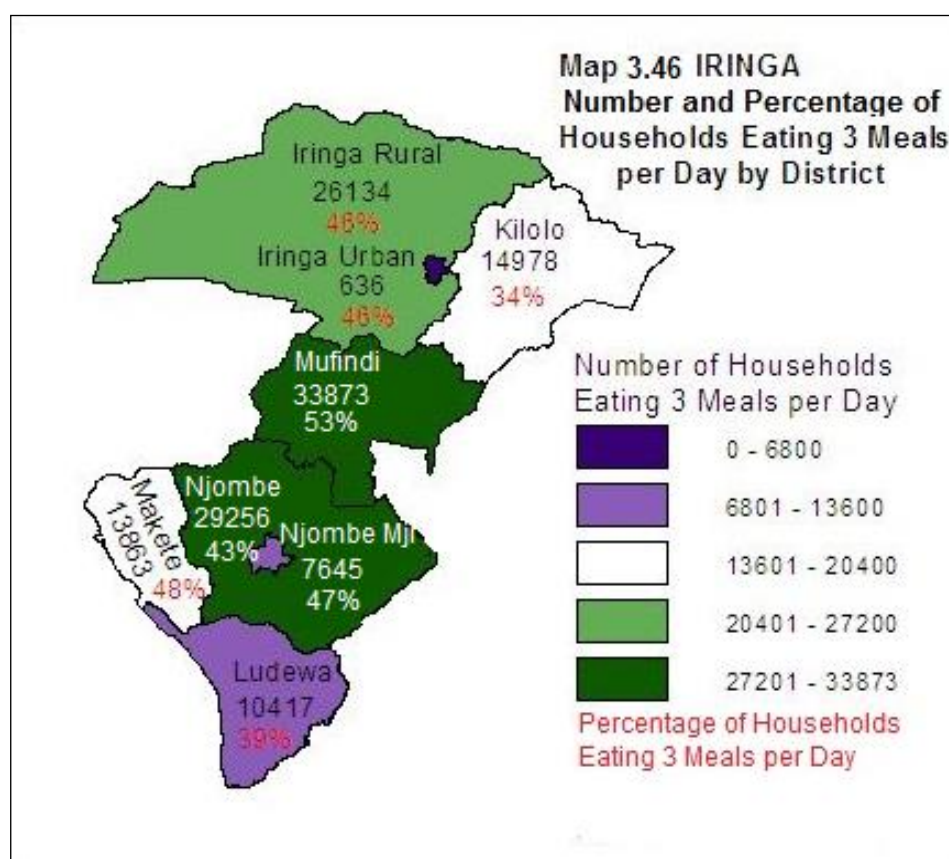 Map 3.46 IRINGA
Number and Percentage of
Households Eating 3 Meals
per Day by District
Iringa Rural
26134
46%
Iringa Urban
636
46%
Kilolo
14978
34%
Mufindi
33873
53%
Njombe
29256
43%
Njombe Mji
7645
47%
Makete
13863
48%
Ludewa
10417
39%
Number of Households
Eating 3 Meals per Day
0 - 6800
6801 - 13600
13601 - 20400
20401 - 27200
27201 - 33873
Percentage of Households
Eating 3 Meals per Day